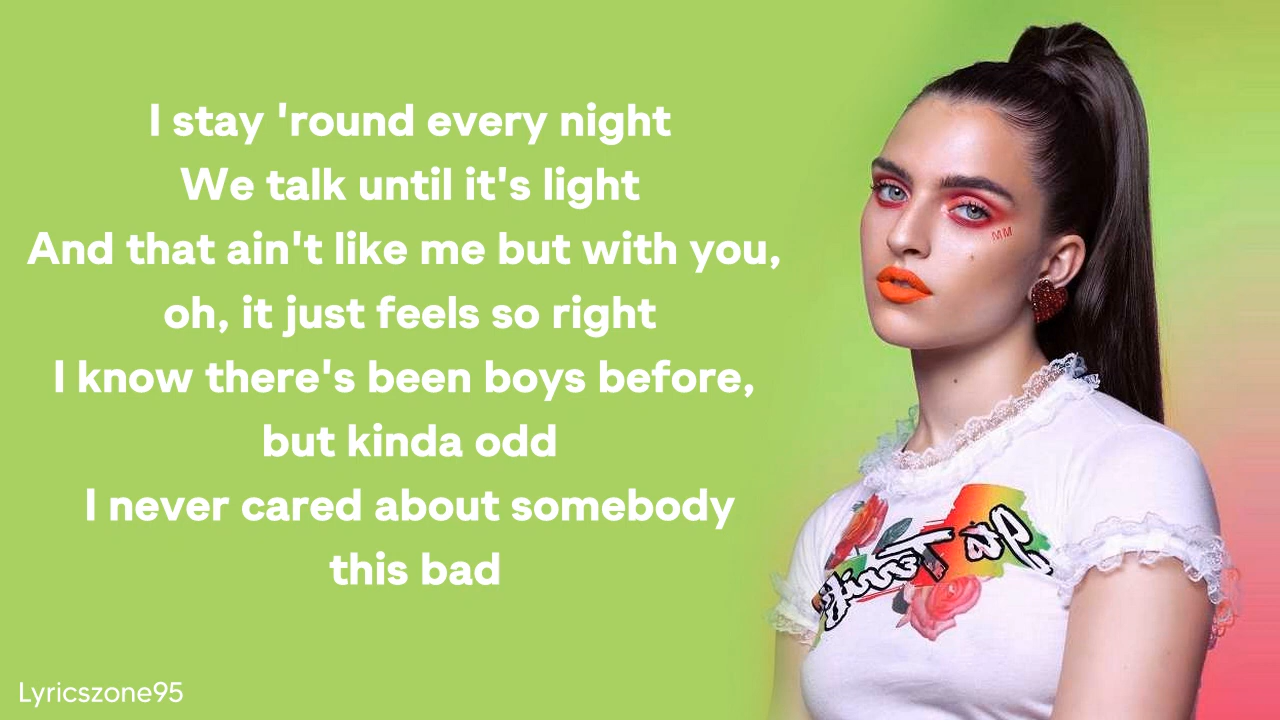 I stay 'round every night
We talk until it's light
And that ain't like me but with you,
oh, it just feels so right
I know there's been boys before,
but kinda odd
I never cared about somebody
this bad
MM
Lyricszone95